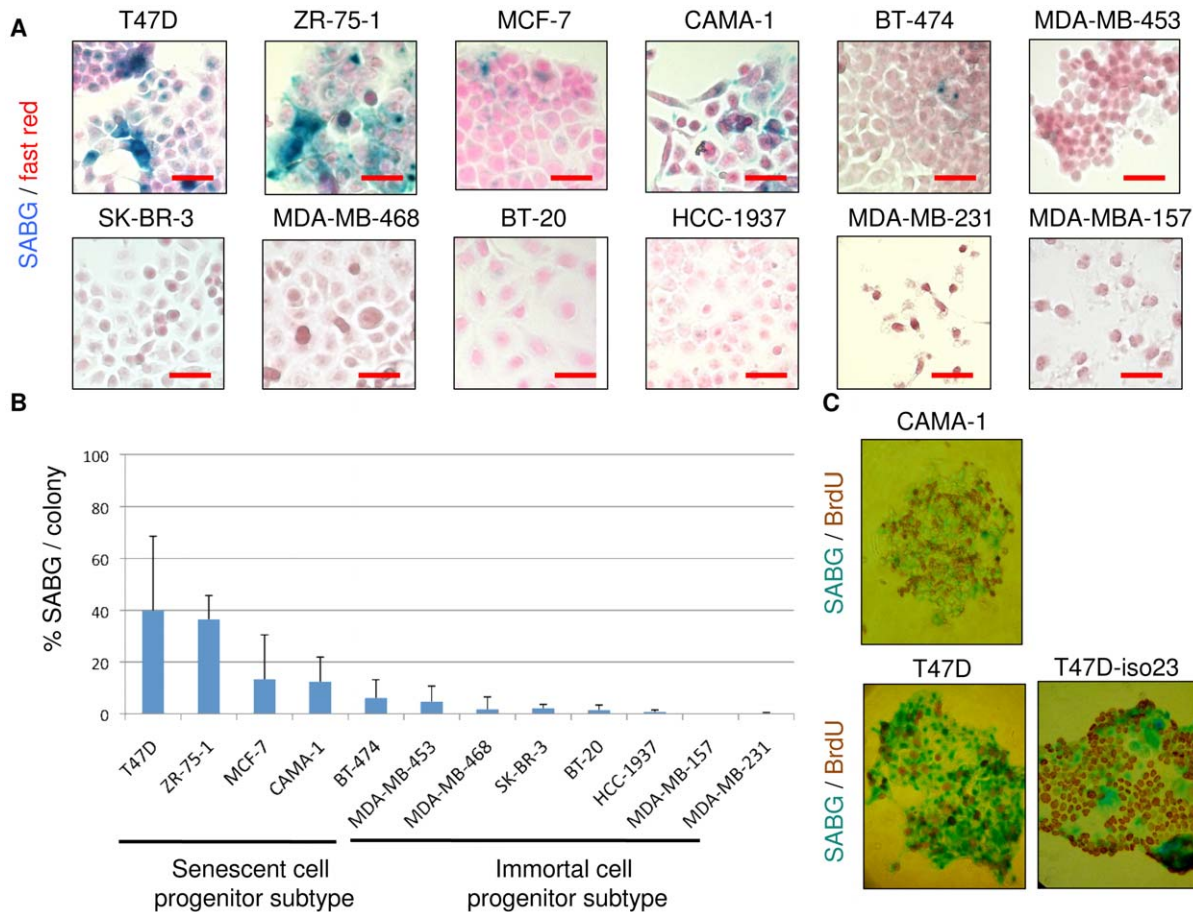 A
T47D ZR-75-1 MCF-7 CAMA-1 BT-474 MDA-MB-453
SABG / fast red
SK-BR-3 MDA-MB-468 BT-20 HCC-1937 MDA-MB-231 MDA-MBA-157
B
% SABG / colony
100
80
60
40
20
0
T47D ZR-75-1 MCF-7 CAMA-1 BT-474 MDA-MB-453 MDA-MB-468 SK-BR-3 BT-20 HCC-1937 MDA-MB-157 MDA-MB-231
Senescent cell
progenitor subtype
Immortal cell
progenitor subtype
C
CAMA-1
SABG / BrdU
T47D T47D-iso23
SABG / BrdU